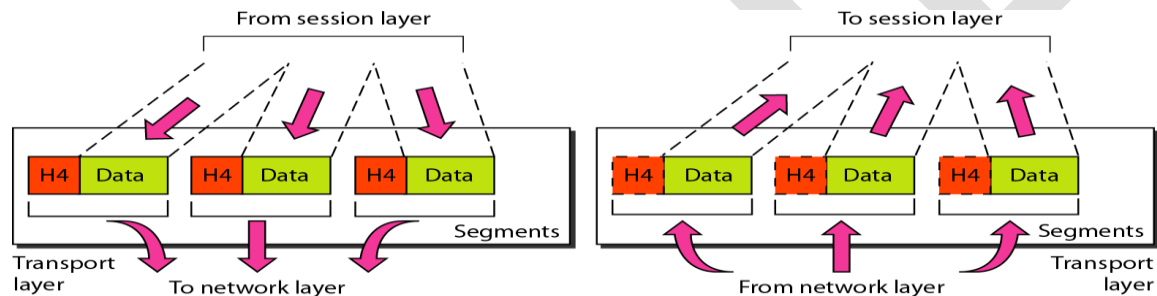 From session layer
H4 Data H4 Data H4 Data
Segments
Transport
layer
To network layer
To session layer
H4 Data H4 Data H4 Data
Segments
Transport
layer
From network layer